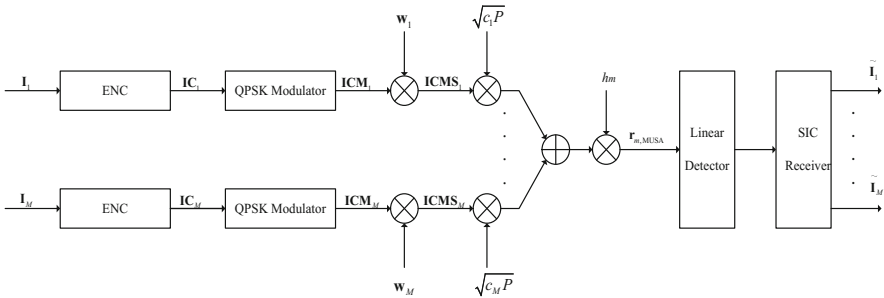 w₁
√c₁P
I₁
ENC
IC₁
QPSK Modulator
ICM₁
ICMS₁
hm
r_{m,MUSA}
Linear
Detector
SIC
Receiver
Ĩ₁
I_M
ENC
IC_M
QPSK Modulator
ICM_M
ICMS_M
Ĩ_M
w_M
√c_M P